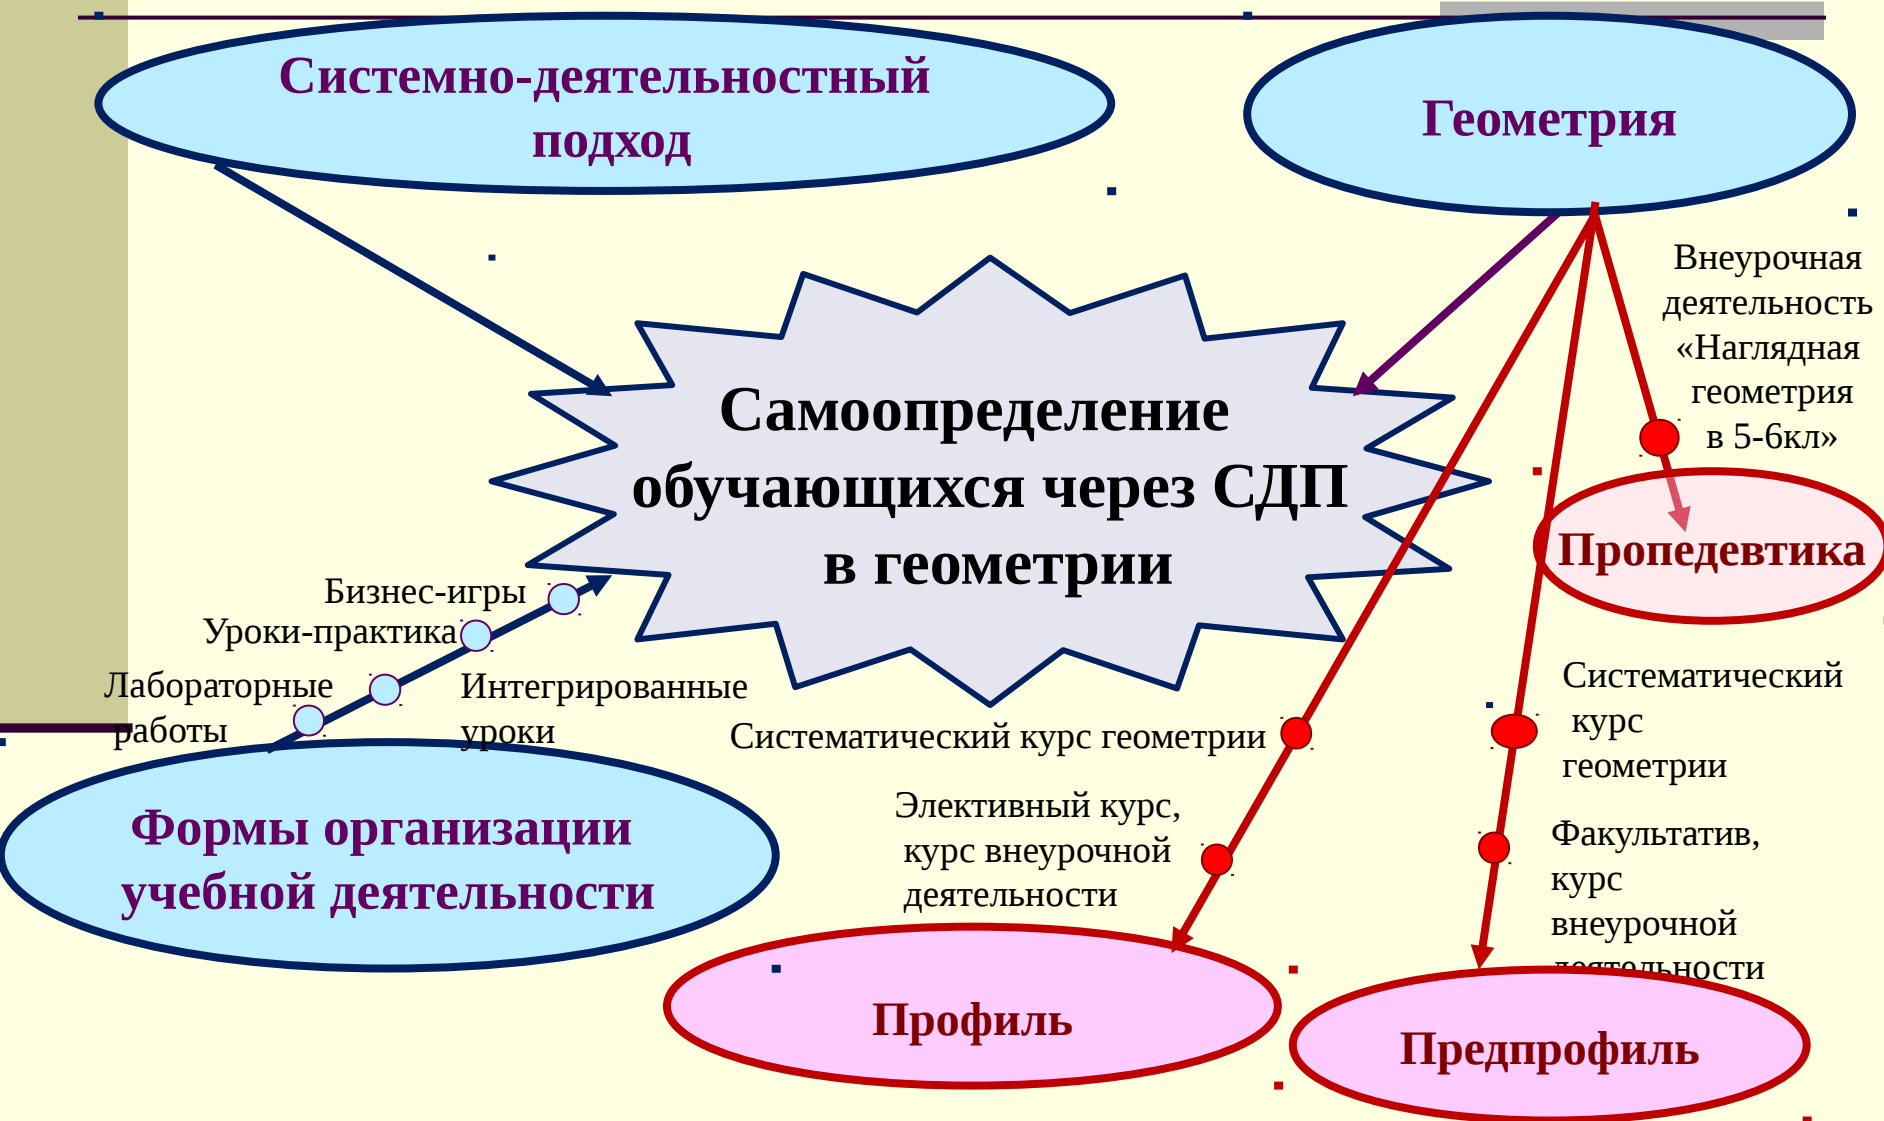 Системно-деятельностный
подход
Геометрия
Внеурочная
деятельность
«Наглядная
геометрия
в 5-6кл»
Самоопределение
обучающихся через СДП
в геометрии
Пропедевтика
Бизнес-игры
Уроки-практика
Лабораторные
работы
Интегрированные
уроки
Формы организации
учебной деятельности
Систематический курс геометрии
Элективный курс,
курс внеурочной
деятельности
Систематический
курс
геометрии
Факультатив,
курс
внеурочной
деятельности
Профиль
Предпрофиль